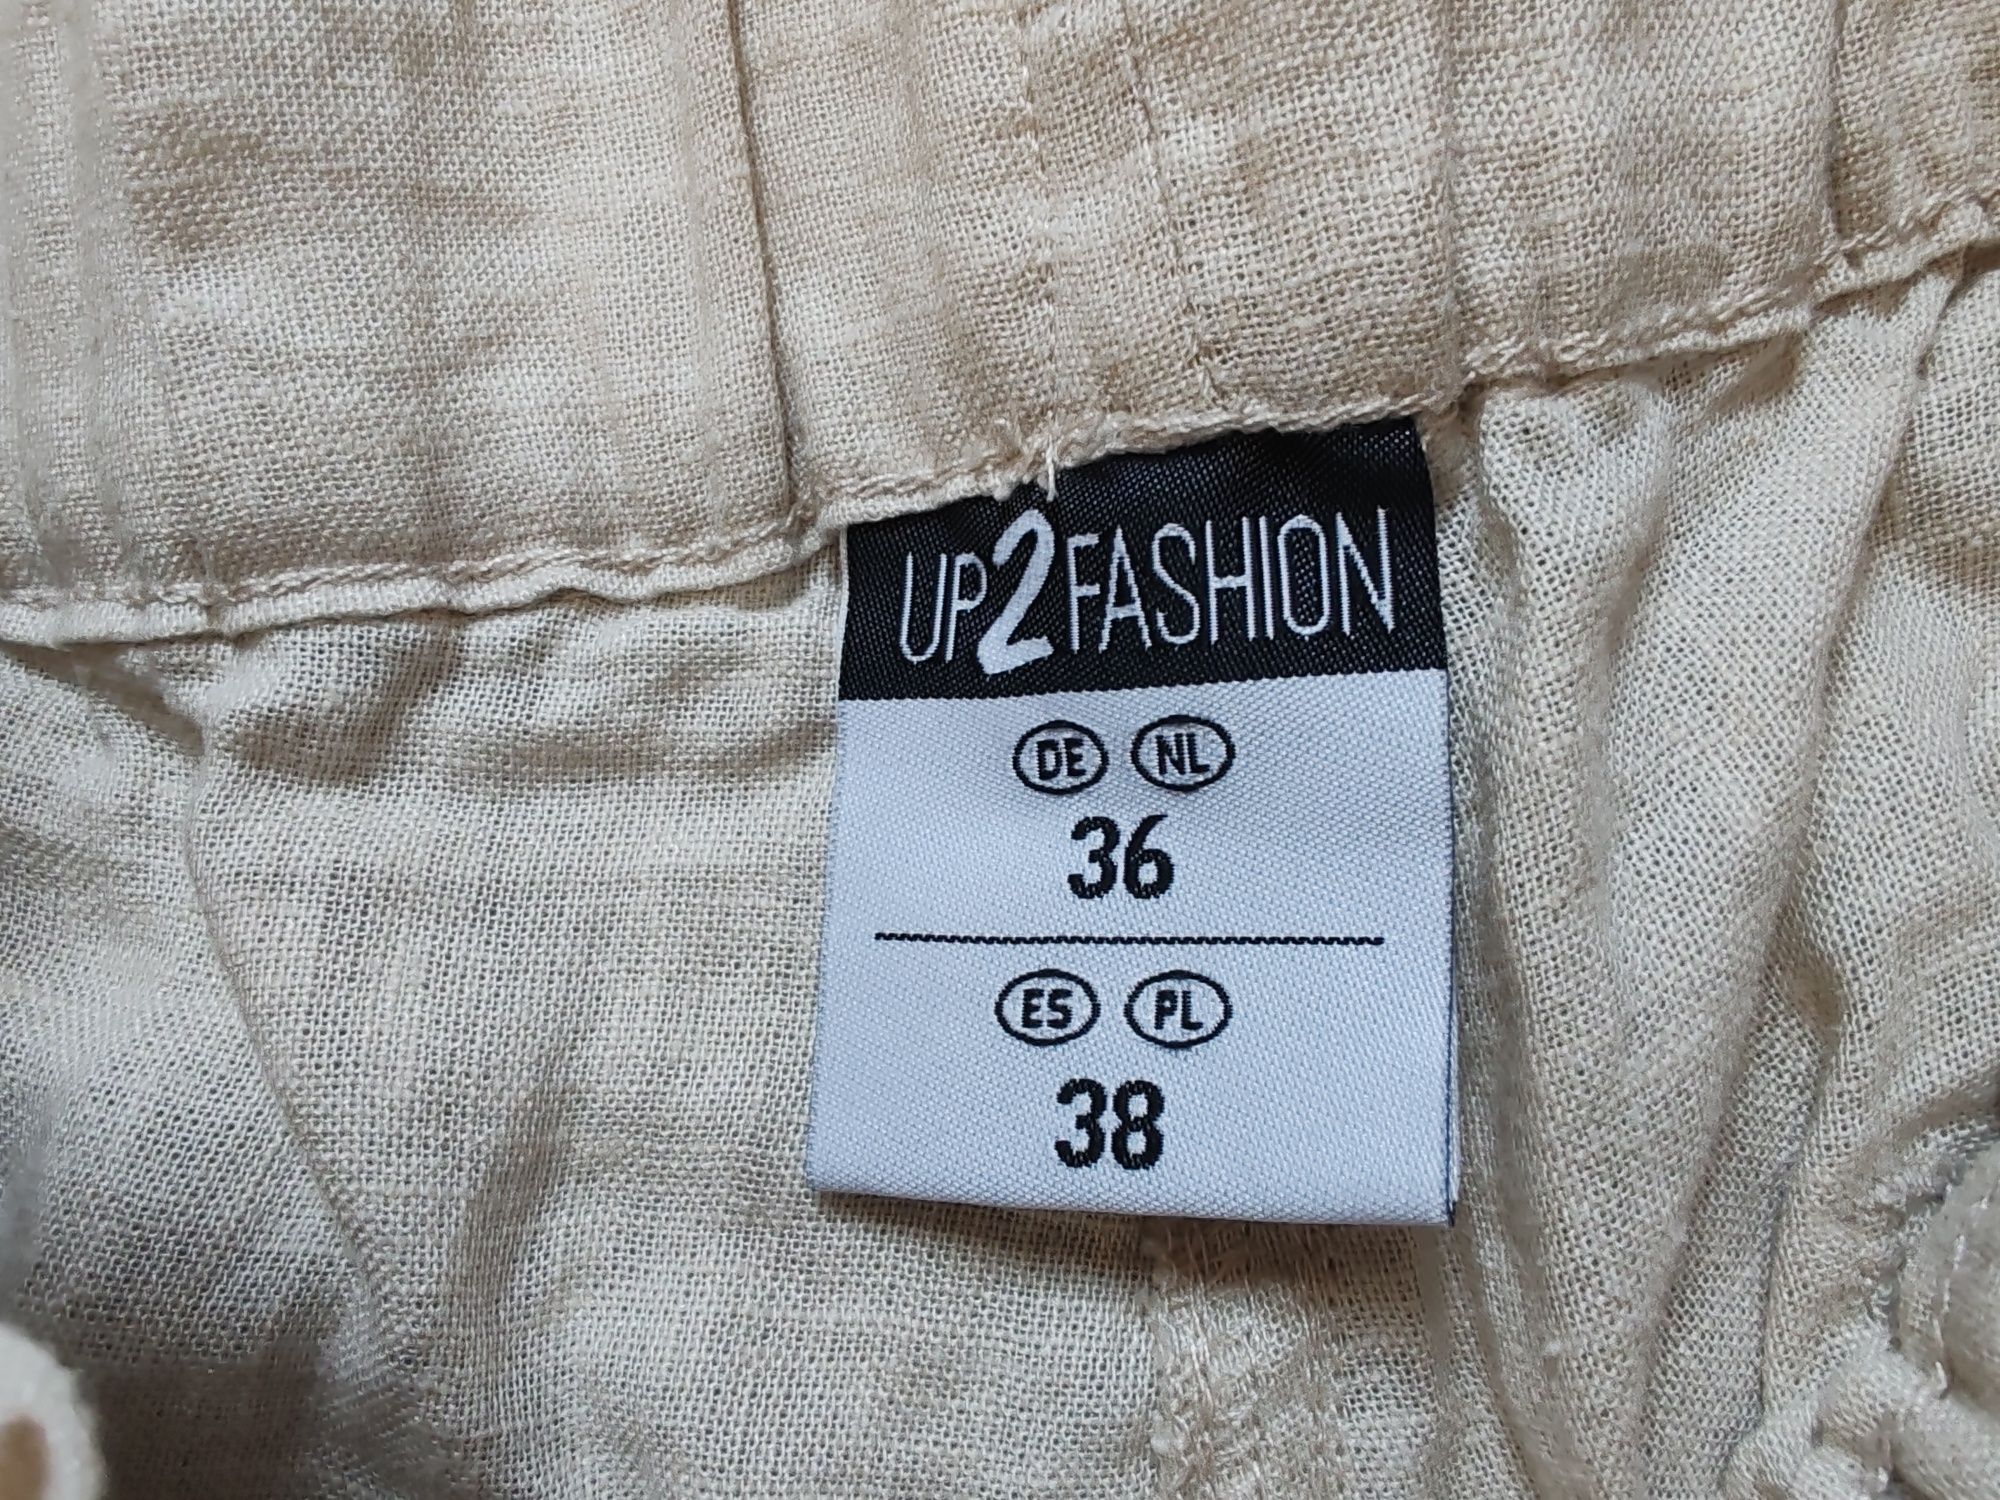 UP2FASHION
DE NL
36
ES PL
38